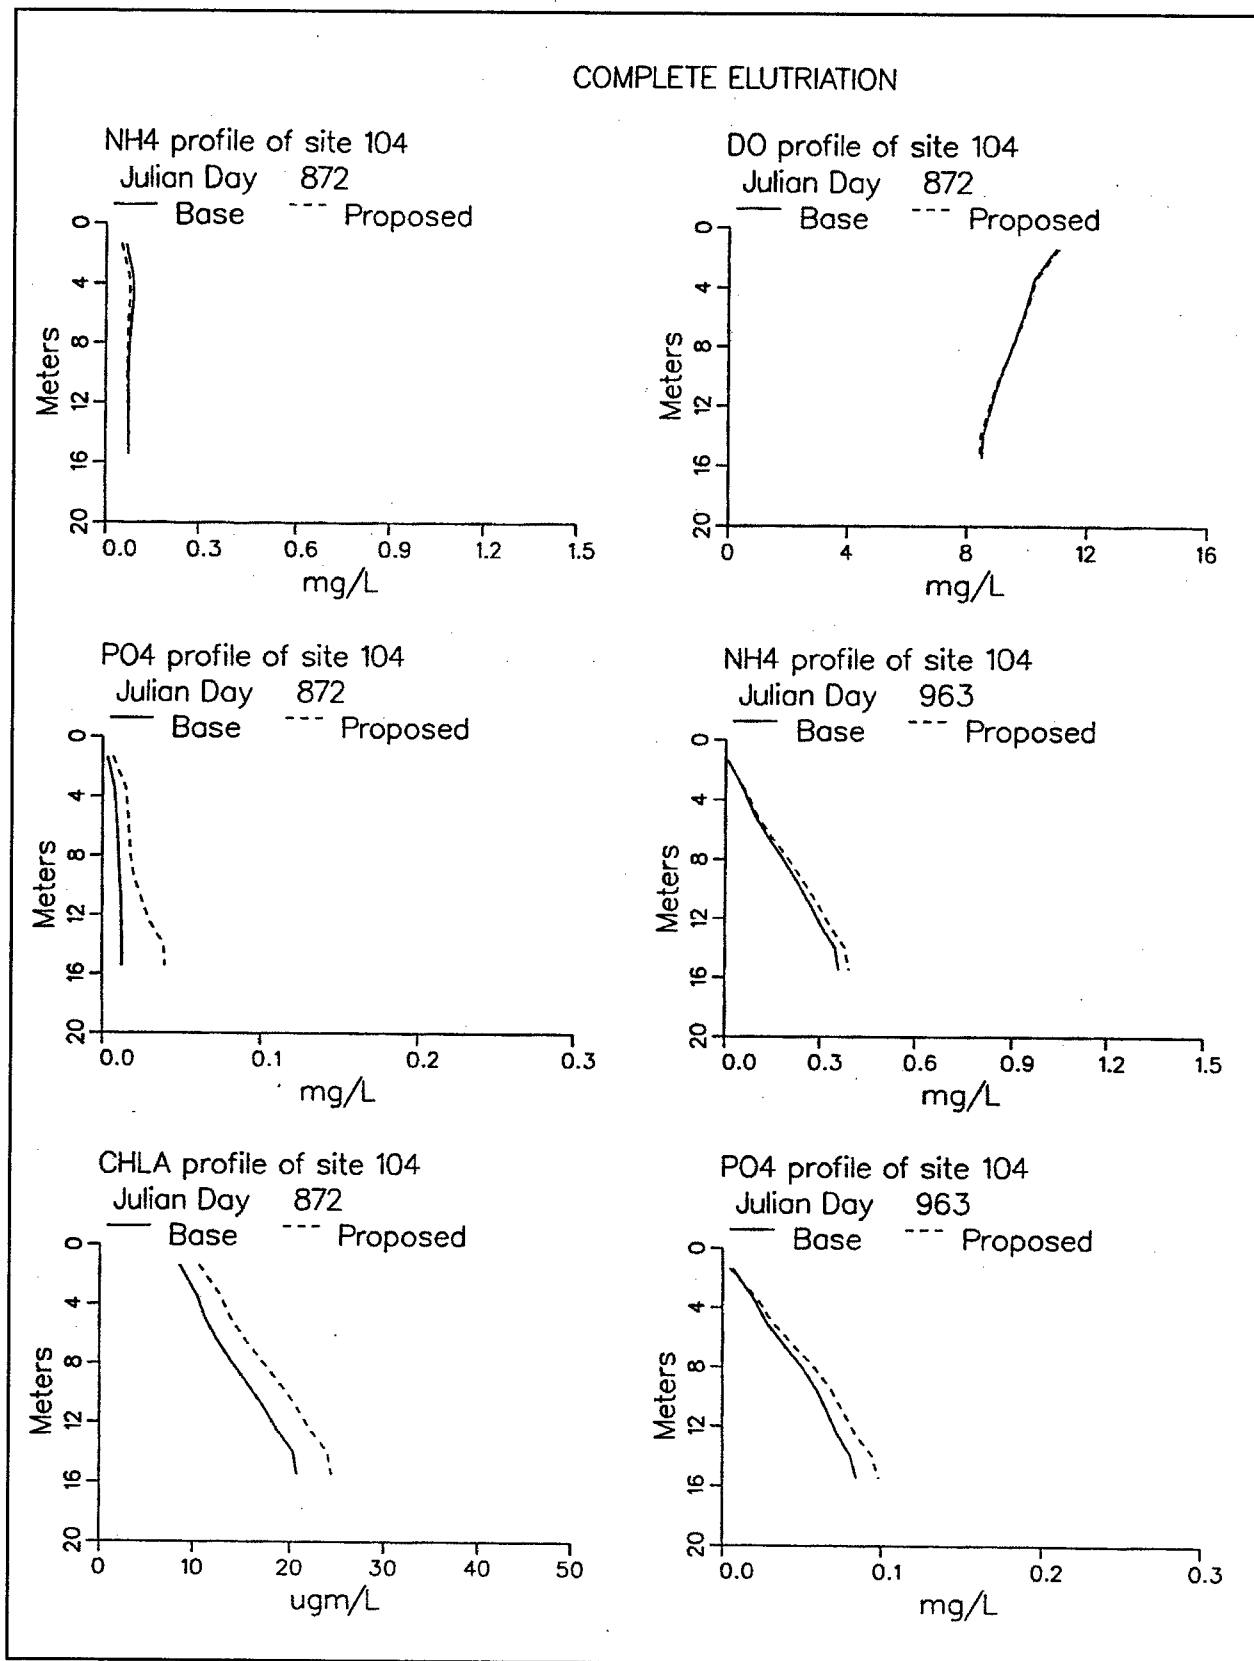 COMPLETE ELUTRIATION
NH4 profile of site 104
Julian Day 872
Base Proposed
0
4
8
12
16
20
Meters
0.0 0.3 0.6 0.9 1.2 1.5
mg/L
DO profile of site 104
Julian Day 872
Base Proposed
0
4
8
12
16
20
Meters
0 4 8 12 16
mg/L
PO4 profile of site 104
Julian Day 872
Base Proposed
0
4
8
12
16
20
Meters
0.0 0.1 0.2 0.3
mg/L
NH4 profile of site 104
Julian Day 963
Base Proposed
0
4
8
12
16
20
Meters
0.0 0.3 0.6 0.9 1.2 1.5
mg/L
CHLA profile of site 104
Julian Day 872
Base Proposed
0
4
8
12
16
20
Meters
0 10 20 30 40 50
ugm/L
PO4 profile of site 104
Julian Day 963
Base Proposed
0
4
8
12
16
20
Meters
0.0 0.1 0.2 0.3
mg/L